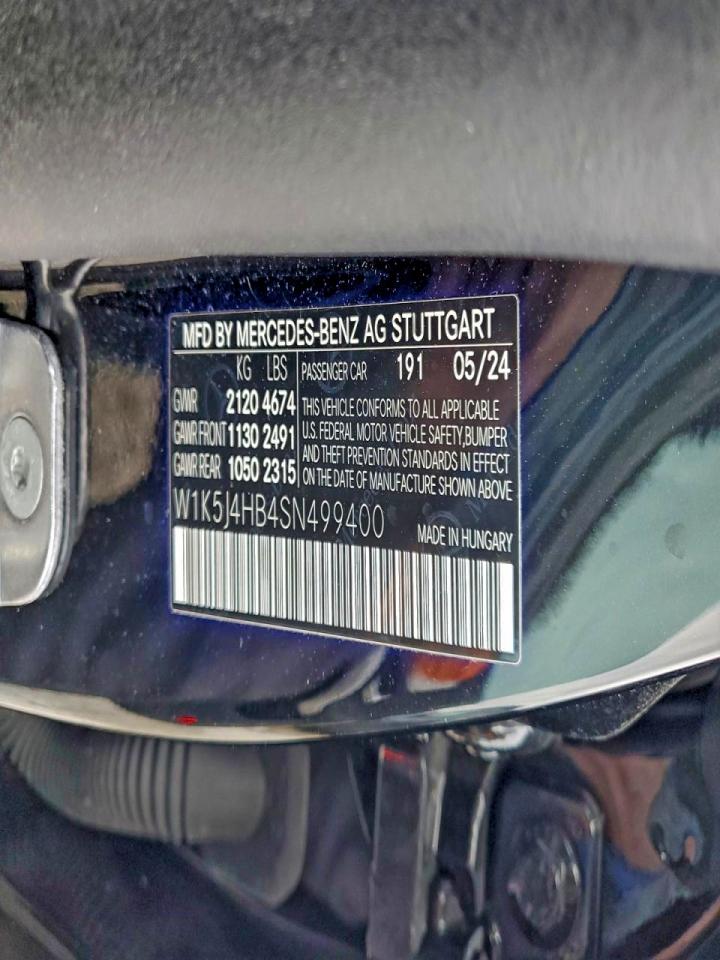 MFD BY MERCEDES-BENZ AG STUTTGART
KG LBS
GVWR 2120 4674
GAWR FRONT 1130 2491
GAWR REAR 1050 2315
PASSENGER CAR 191 05/24
THIS VEHICLE CONFORMS TO ALL APPLICABLE
U.S. FEDERAL MOTOR VEHICLE SAFETY,BUMPER
AND THEFT PREVENTION STANDARDS IN EFFECT
ON THE DATE OF MANUFACTURE SHOWN ABOVE
W1K5J4HB4SN499400
MADE IN HUNGARY